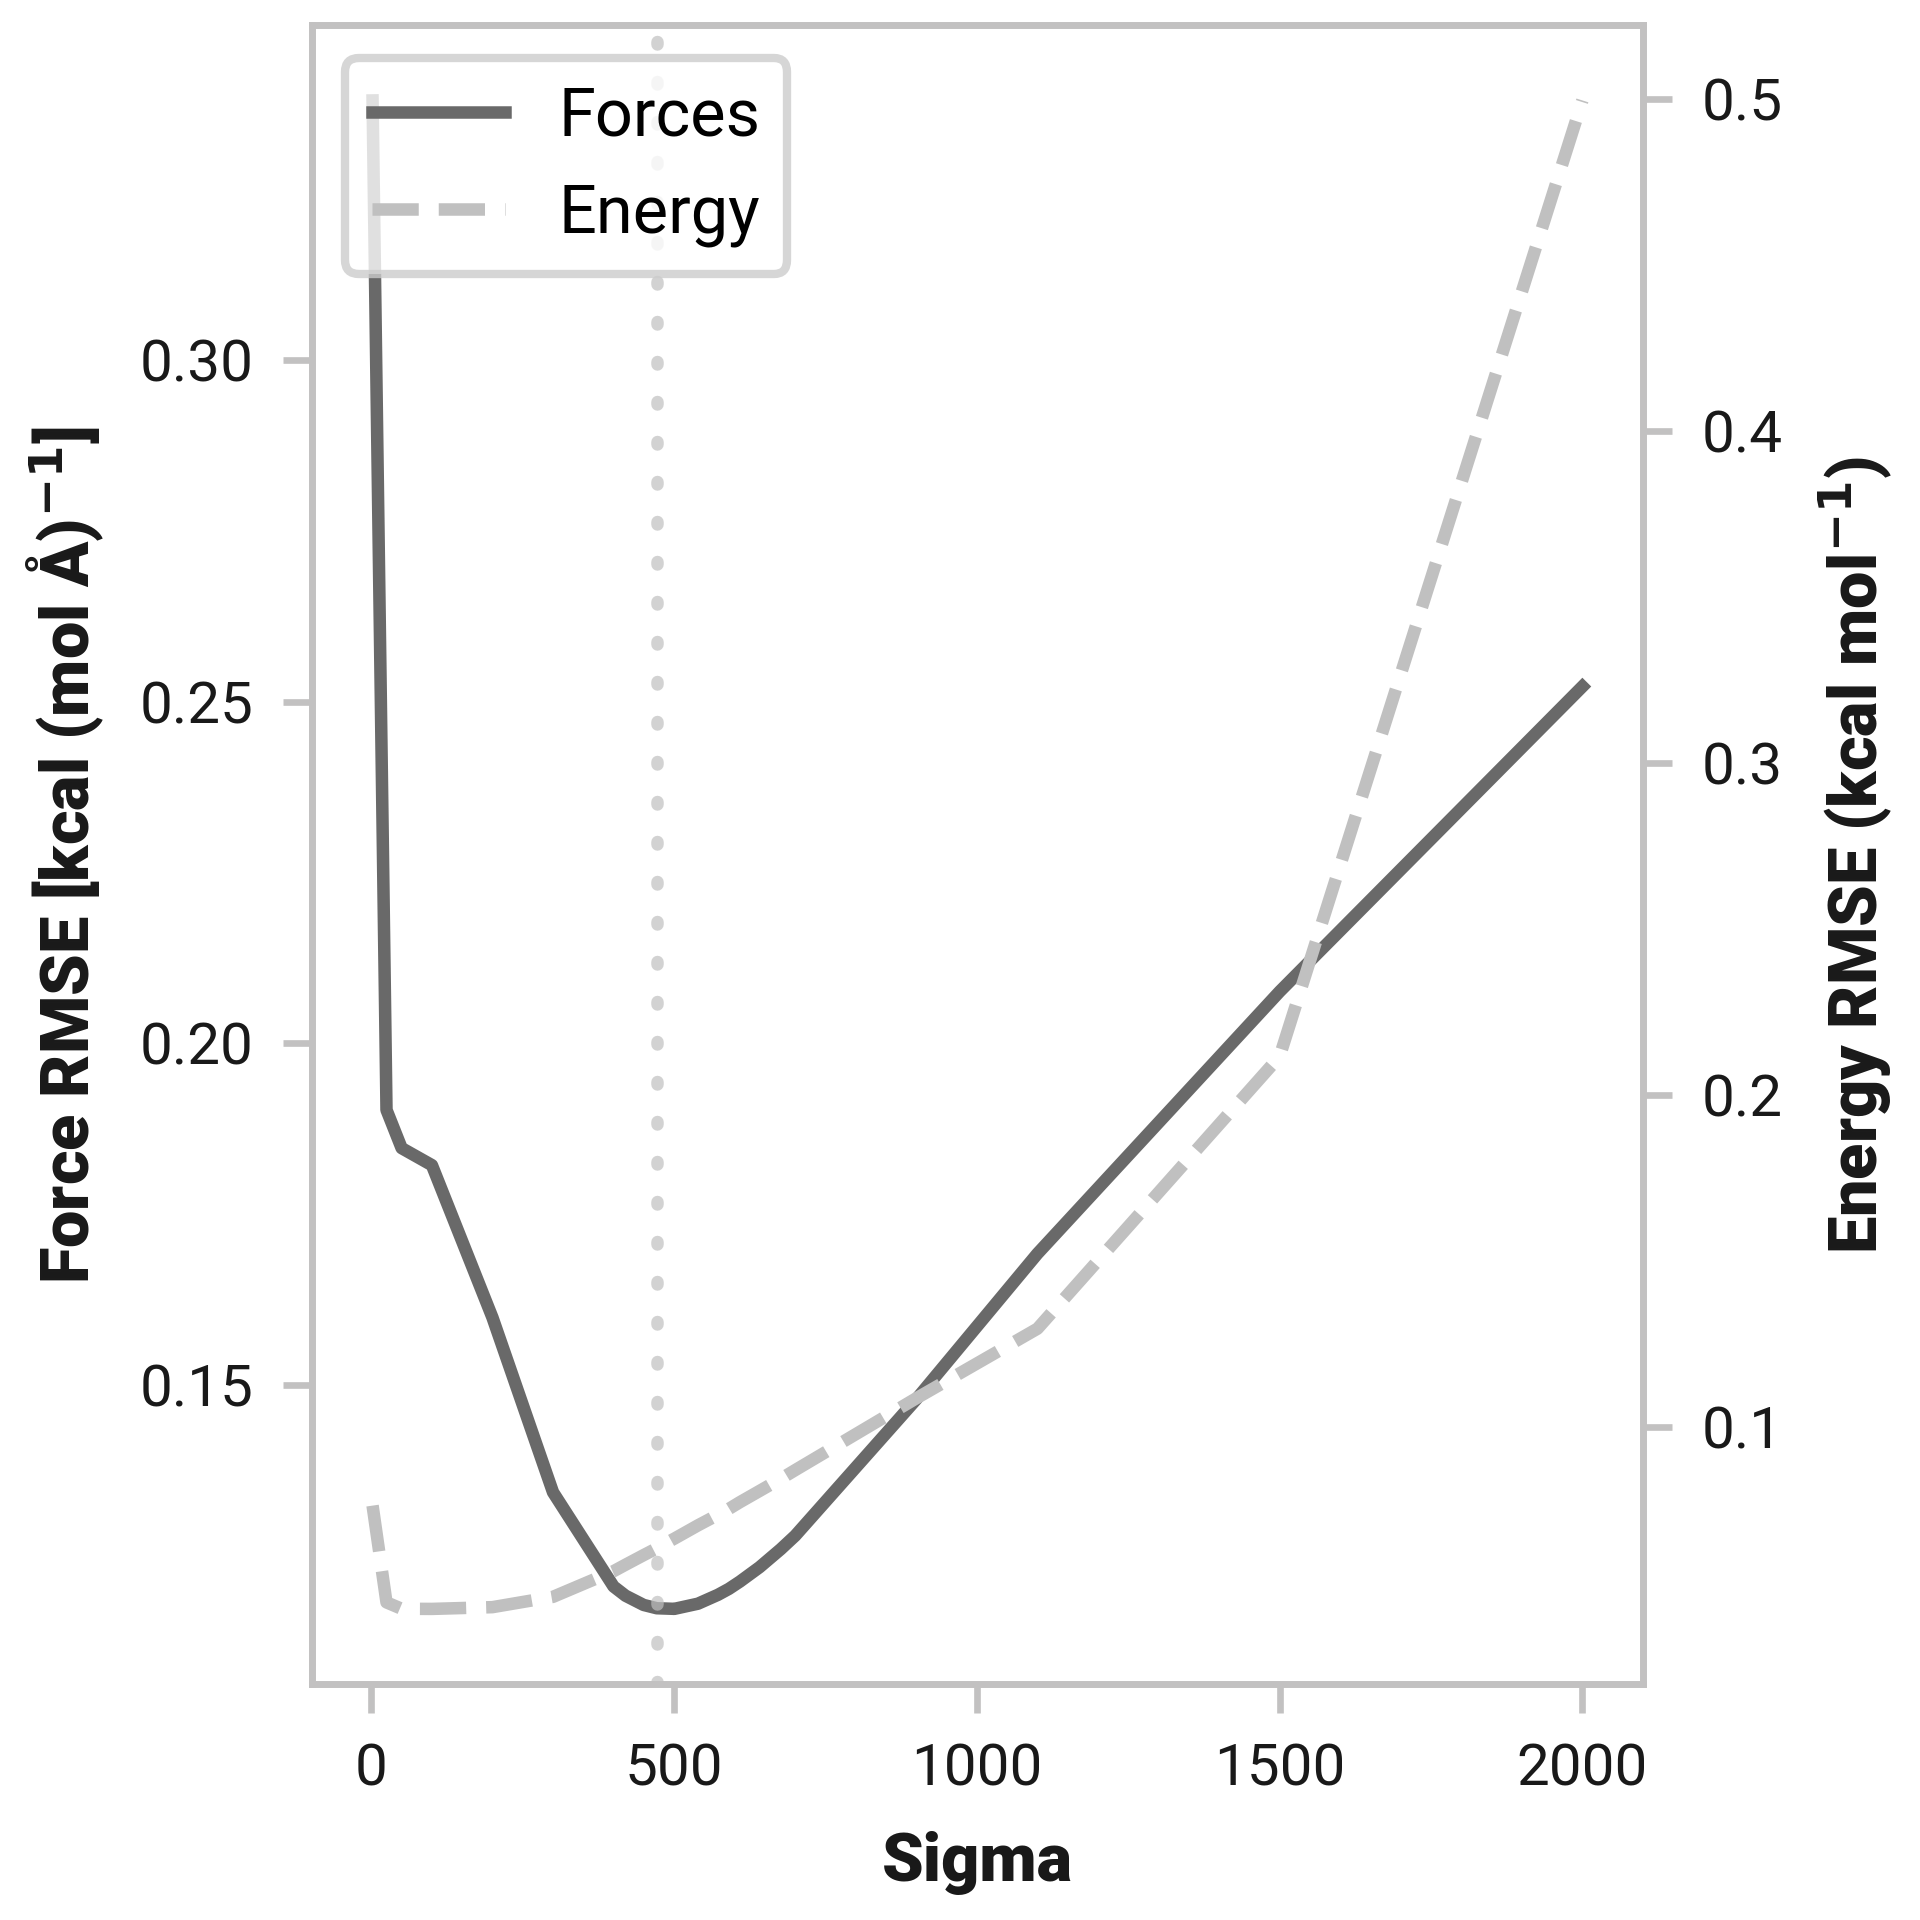 Forces
Energy
0.30
0.25
0.20
0.15
Force RMSE [kcal (mol Å)⁻¹]
0.5
0.4
0.3
0.2
0.1
Energy RMSE (kcal mol⁻¹)
0 500 1000 1500 2000
Sigma